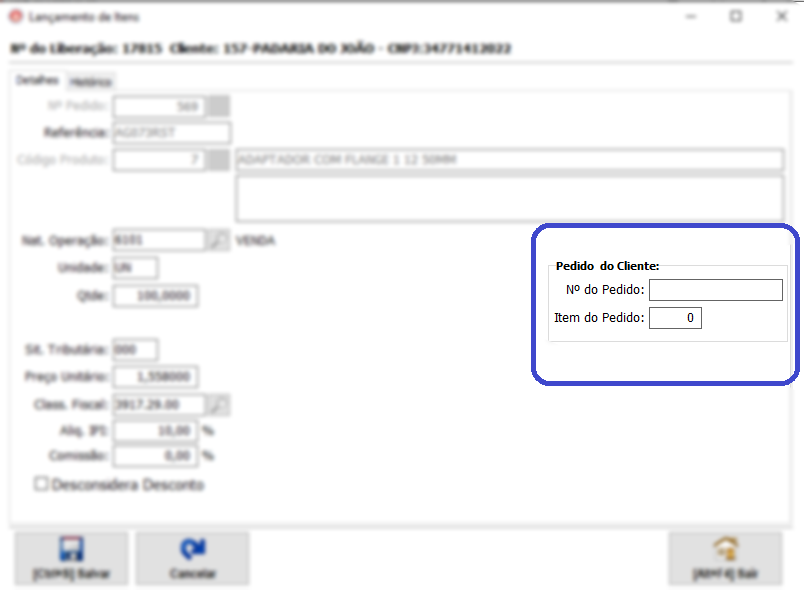 Lançamento de Itens
Nº do Liberação: 17815 Cliente: 157-PADARIA DO JOÃO - CNPJ:34771412022
Detalhes Histórico
Nº Pedido: 569
Referência: AG073RST
Código Produto: 7 ADAPTADOR COM FLANGE 1 12 50MM
Nat. Operação: 6101 VENDA
Unidade: UN
Qtde: 100,0000
Pedido do Cliente:
Nº do Pedido:
Item do Pedido: 0
Sit. Tributária: 000
Preço Unitário: 1,558000
Class. Fiscal: 3917.29.00
Aliq. IPI: 10,00 %
Comissão: 0,00 %
Desconsidera Desconto
[Ctrl+S] Salvar Cancelar [Alt+F4] Sair